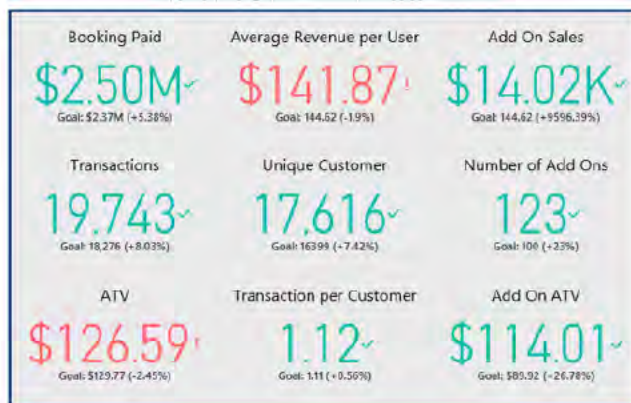 Booking Paid
Average Revenue per User
Add On Sales
$2.50M
$141.87
$14.02K
Goal: $2.37M (+5.38%)
Goal: 144.62 (-1.9%)
Goal: 144.62 (+9596.39%)
Transactions
Unique Customer
Number of Add Ons
19,743
17,616
123
Goal: 18,276 (+8.03%)
Goal: 16399 (+7.42%)
Goal: 100 (+23%)
ATV
Transaction per Customer
Add On ATV
$126.59
1.12
$114.01
Goal: $129.77 (-2.45%)
Goal: 1.11 (+0.56%)
Goal: $89.92 (+26.78%)